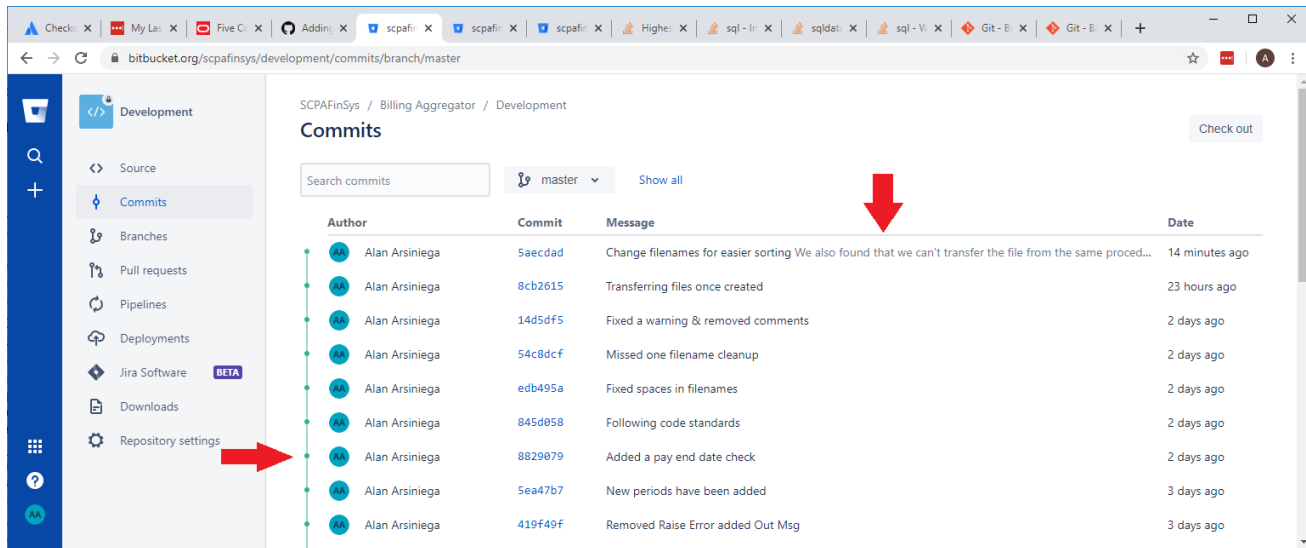 Checkc
My Las
Five Co
Adding
scpafin
scpafin
scpafin
Highes
sql - In
sqldata
sql - W
Git - B
Git - B
bitbucket.org/scpafinsys/development/commits/branch/master
A
Development
Source
Commits
Branches
Pull requests
Pipelines
Deployments
Jira Software BETA
Downloads
Repository settings
AA
SCPAFinSys / Billing Aggregator / Development
Commits
Check out
Search commits
master
Show all
Author Commit Message Date
AA Alan Arsiniega 5aecdad Change filenames for easier sorting We also found that we can't transfer the file from the same proced... 14 minutes ago
AA Alan Arsiniega 8cb2615 Transferring files once created 23 hours ago
AA Alan Arsiniega 14d5df5 Fixed a warning & removed comments 2 days ago
AA Alan Arsiniega 54c8dcf Missed one filename cleanup 2 days ago
AA Alan Arsiniega edb495a Fixed spaces in filenames 2 days ago
AA Alan Arsiniega 845d058 Following code standards 2 days ago
AA Alan Arsiniega 8829079 Added a pay end date check 2 days ago
AA Alan Arsiniega 5ea47b7 New periods have been added 3 days ago
AA Alan Arsiniega 419f49f Removed Raise Error added Out Msg 3 days ago